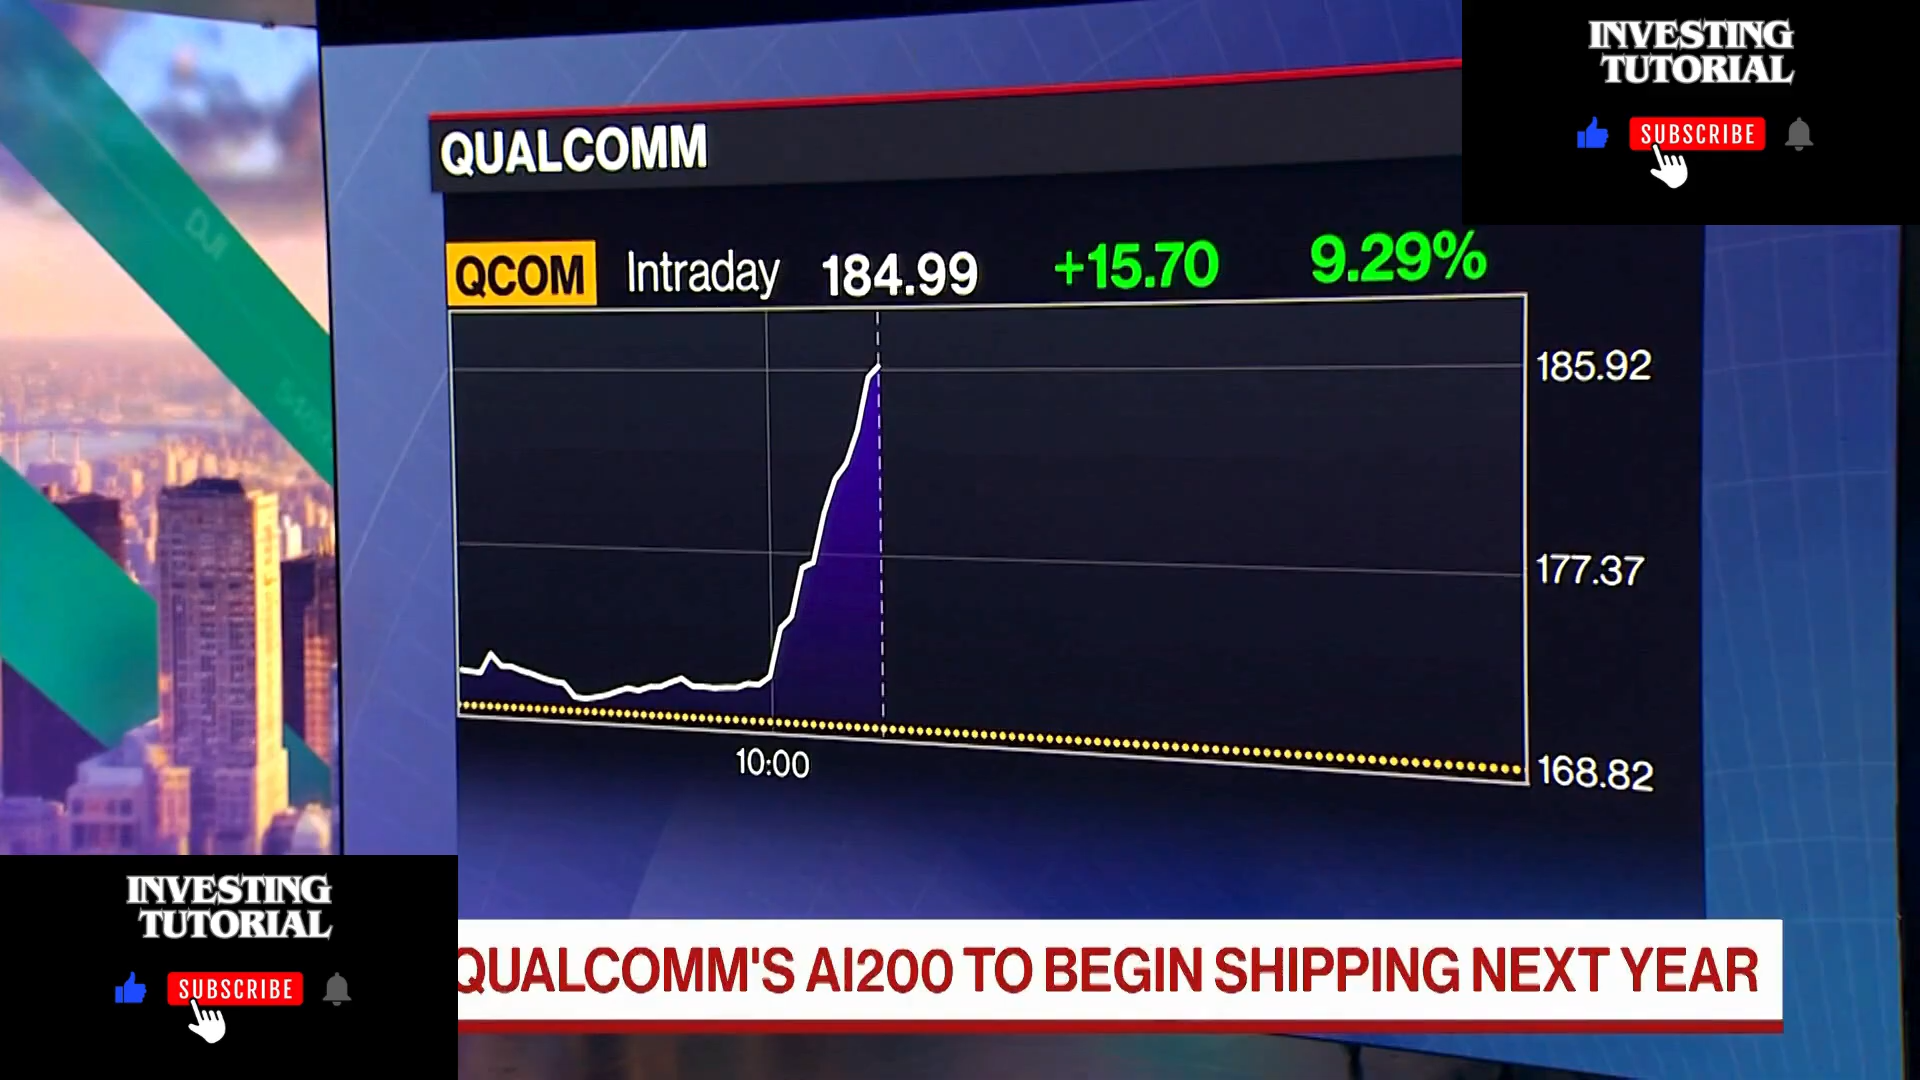 INVESTING
TUTORIAL
SUBSCRIBE
QUALCOMM
QCOM Intraday 184.99 +15.70 9.29%
185.92
177.37
168.82
10:00
DJI
INVESTING
TUTORIAL
SUBSCRIBE
QUALCOMM'S AI200 TO BEGIN SHIPPING NEXT YEAR